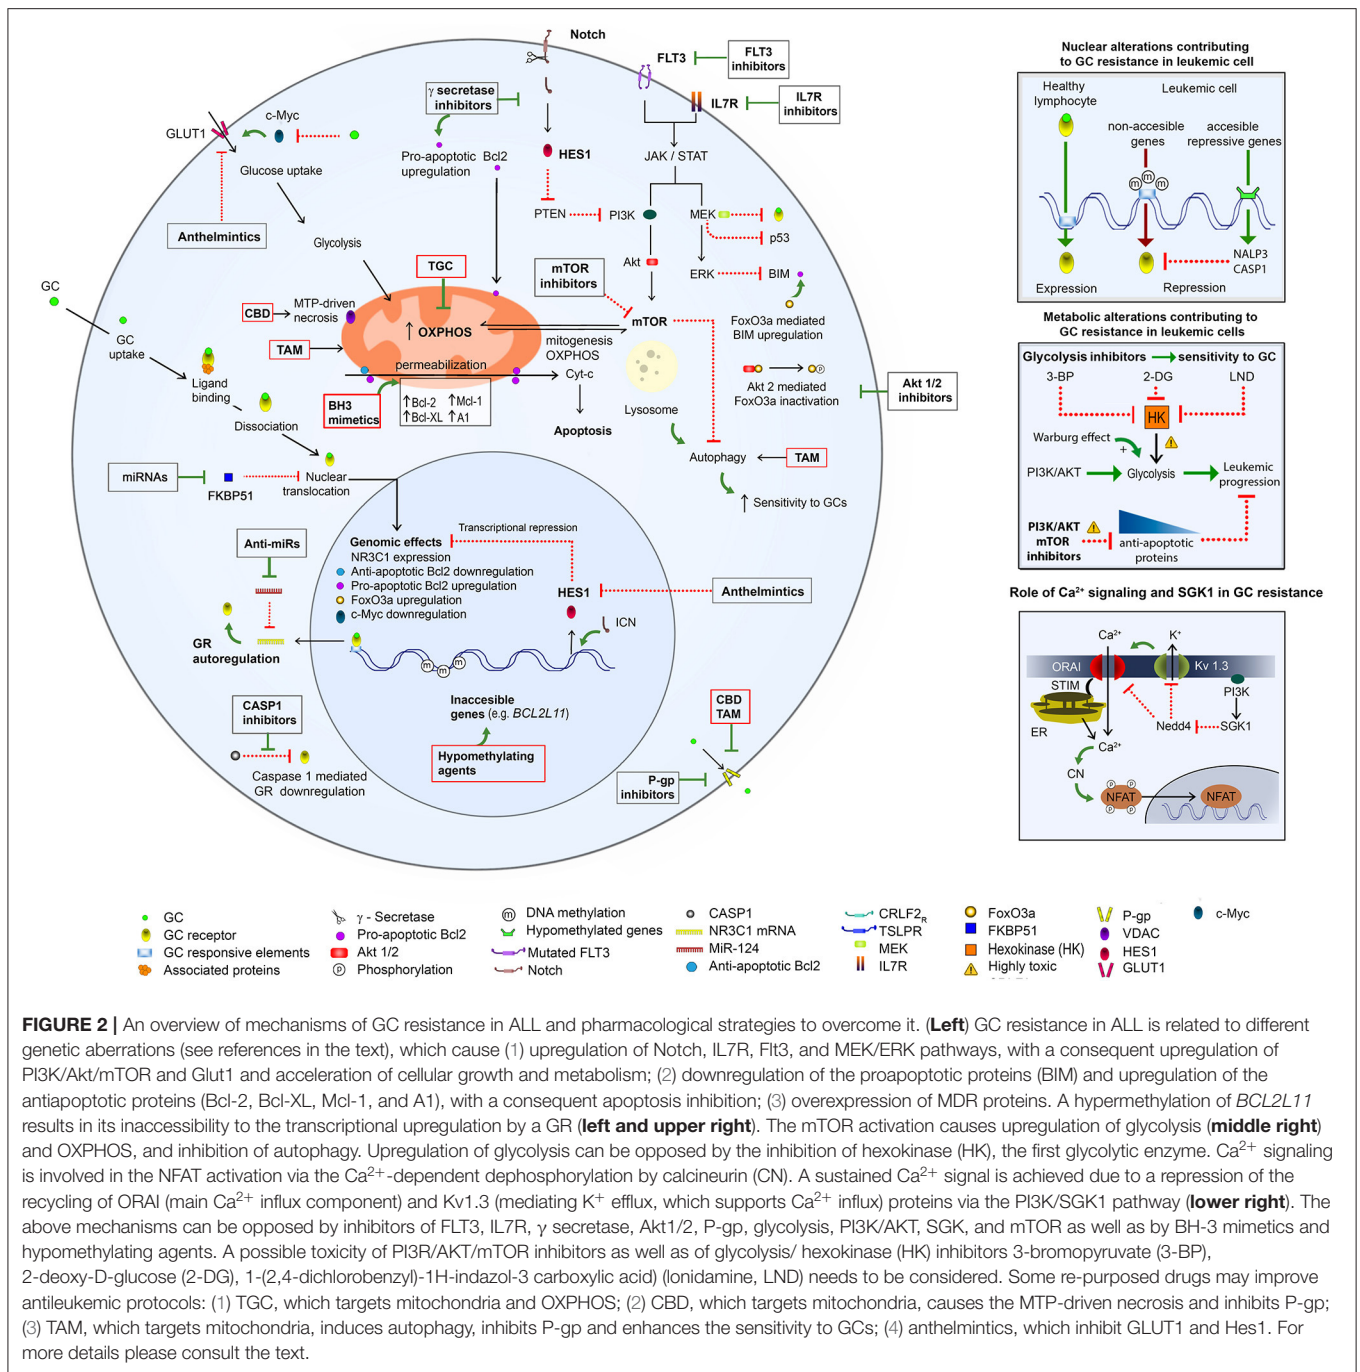 Notch
FLT3
FLT3
inhibitors
IL7R
IL7R
inhibitors
γ secretase
inhibitors
GLUT1
c-Myc
GC
Glucose uptake
Pro-apoptotic Bcl2
upregulation
HES1
JAK / STAT
PTEN
PI3K
MEK
GC
p53
Anthelmintics
Glycolysis
Akt
ERK
BIM
TGC
mTOR
inhibitors
GC
CBD
MTP-driven
necrosis
↑ OXPHOS
mTOR
FoxO3a mediated
BIM upregulation
GC
uptake
TAM
mitogenesis
OXPHOS
permeabilization
Cyt-c
P
Akt 2 mediated
FoxO3a inactivation
Akt 1/2
inhibitors
Ligand
binding
BH3
mimetics
↑Bcl-2 ↑Mcl-1
↑Bcl-XL ↑A1
Lysosome
Dissociation
Apoptosis
Autophagy
TAM
miRNAs
FKBP51
Nuclear
translocation
↑ Sensitivity to GCs
Transcriptional repression
Anti-miRs
Genomic effects
NR3C1 expression
Anti-apoptotic Bcl2 downregulation
Pro-apoptotic Bcl2 upregulation
FoxO3a upregulation
c-Myc downregulation
HES1
Anthelmintics
ICN
GR
autoregulation
m m m
CASP1
inhibitors
Inaccesible
genes (e.g. BCL2L11)
CBD
TAM
Hypomethylating
agents
Caspase 1 mediated
GR downregulation
P-gp
inhibitors
Nuclear alterations contributing
to GC resistance in leukemic cell
Healthy
lymphocyte
Leukemic cell
non-accesible
genes
accesible
repressive genes
m m m
NALP3
CASP1
Expression
Repression
Metabolic alterations contributing to
GC resistance in leukemic cells
Glycolysis inhibitors → sensitivity to GC
3-BP
2-DG
LND
HK
Warburg effect
+
!
PI3K/AKT
Glycolysis
Leukemic
progression
PI3K/AKT
mTOR
inhibitors
!
anti-apoptotic
proteins
Role of Ca²⁺ signaling and SGK1 in GC resistance
Ca²⁺
K⁺
ORAI
Kv 1.3
STIM
PI3K
ER
Nedd4
SGK1
Ca²⁺
CN
P P
NFAT
P P
NFAT
GC
GC receptor
GC responsive elements
Associated proteins
γ - Secretase
Pro-apoptotic Bcl2
Akt 1/2
P Phosphorylation
m DNA methylation
Hypomethylated genes
Mutated FLT3
Notch
CASP1
NR3C1 mRNA
MiR-124
Anti-apoptotic Bcl2
CRLF2R
TSLPR
MEK
IL7R
FoxO3a
FKBP51
Hexokinase (HK)
! Highly toxic
P-gp
VDAC
HES1
GLUT1
c-Myc
FIGURE 2 | An overview of mechanisms of GC resistance in ALL and pharmacological strategies to overcome it. (Left) GC resistance in ALL is related to different
genetic aberrations (see references in the text), which cause (1) upregulation of Notch, IL7R, Flt3, and MEK/ERK pathways, with a consequent upregulation of
PI3K/Akt/mTOR and Glut1 and acceleration of cellular growth and metabolism; (2) downregulation of the proapoptotic proteins (BIM) and upregulation of the
antiapoptotic proteins (Bcl-2, Bcl-XL, Mcl-1, and A1), with a consequent apoptosis inhibition; (3) overexpression of MDR proteins. A hypermethylation of BCL2L11
results in its inaccessibility to the transcriptional upregulation by a GR (left and upper right). The mTOR activation causes upregulation of glycolysis (middle right)
and OXPHOS, and inhibition of autophagy. Upregulation of glycolysis can be opposed by the inhibition of hexokinase (HK), the first glycolytic enzyme. Ca²⁺ signaling
is involved in the NFAT activation via the Ca²⁺-dependent dephosphorylation by calcineurin (CN). A sustained Ca²⁺ signal is achieved due to a repression of the
recycling of ORAI (main Ca²⁺ influx component) and Kv1.3 (mediating K⁺ efflux, which supports Ca²⁺ influx) proteins via the PI3K/SGK1 pathway (lower right). The
above mechanisms can be opposed by inhibitors of FLT3, IL7R, γ secretase, Akt1/2, P-gp, glycolysis, PI3K/AKT, SGK, and mTOR as well as by BH-3 mimetics and
hypomethylating agents. A possible toxicity of PI3R/AKT/mTOR inhibitors as well as of glycolysis/ hexokinase (HK) inhibitors 3-bromopyruvate (3-BP),
2-deoxy-D-glucose (2-DG), 1-(2,4-dichlorobenzyl)-1H-indazol-3 carboxylic acid) (lonidamine, LND) needs to be considered. Some re-purposed drugs may improve
antileukemic protocols: (1) TGC, which targets mitochondria and OXPHOS; (2) CBD, which targets mitochondria, causes the MTP-driven necrosis and inhibits P-gp;
(3) TAM, which targets mitochondria, induces autophagy, inhibits P-gp and enhances the sensitivity to GCs; (4) anthelmintics, which inhibit GLUT1 and Hes1. For
more details please consult the text.